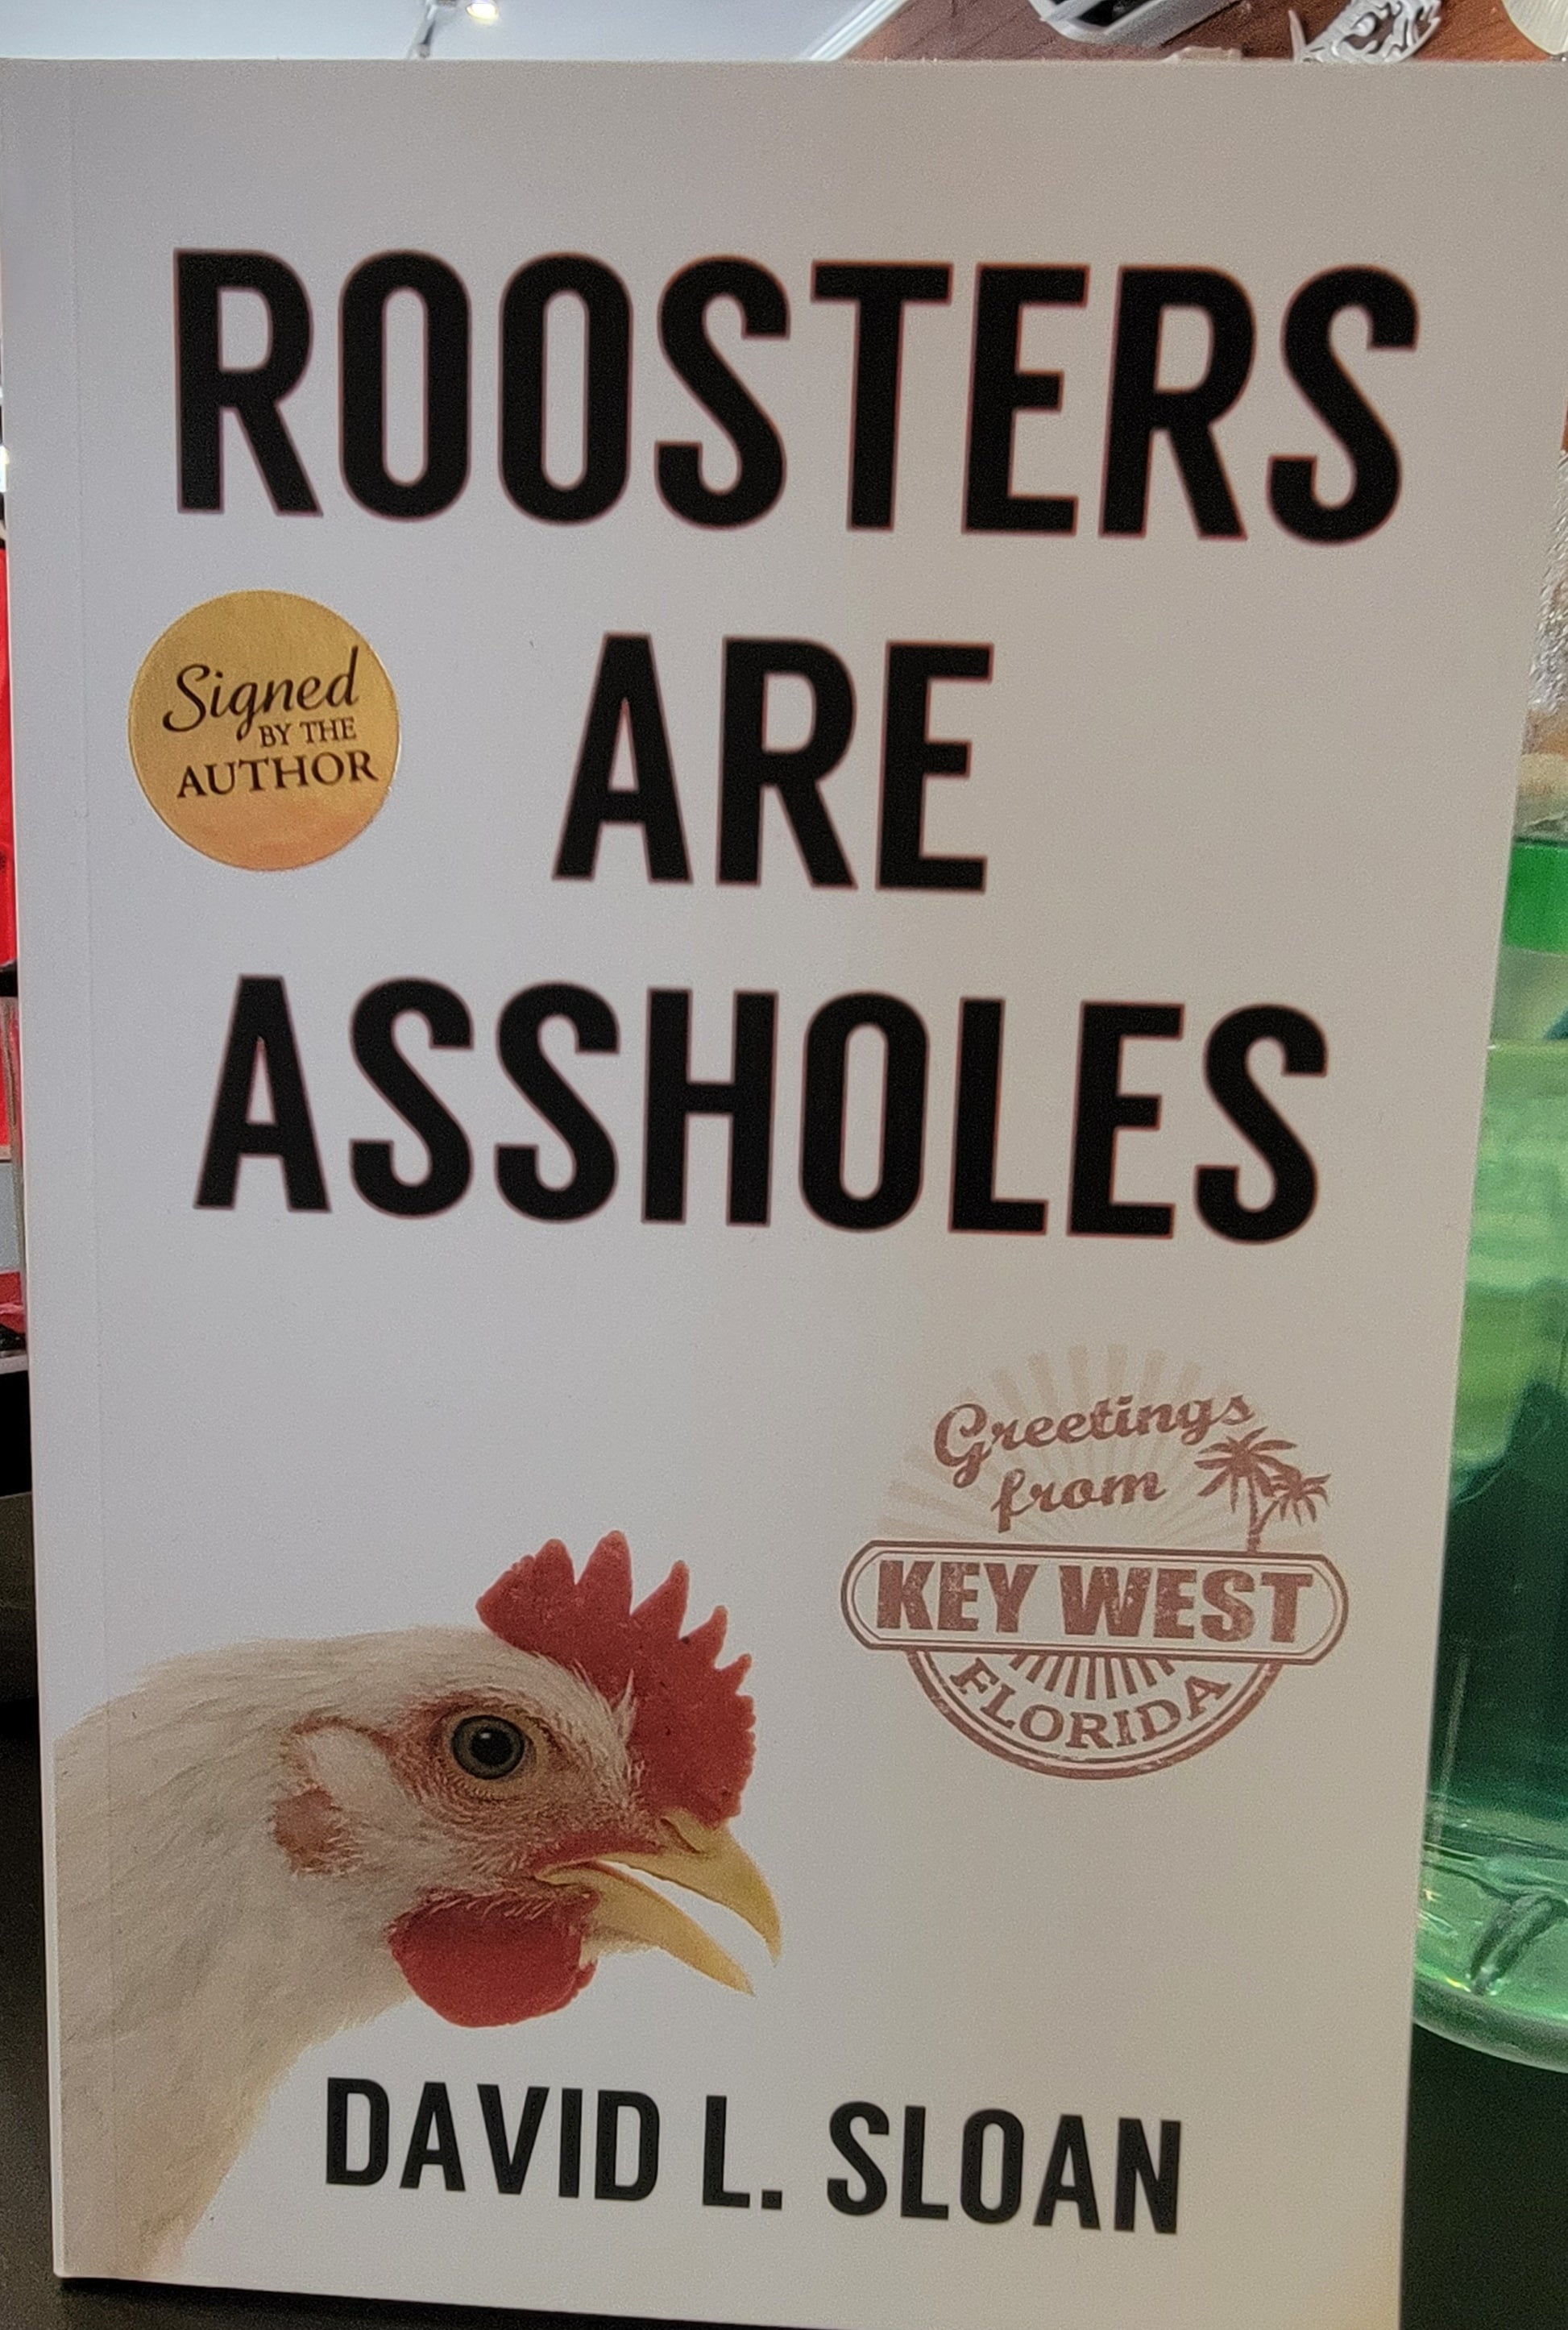 ROOSTERS
ARE
ASSHOLES
Signed
BY THE
AUTHOR
Greetings
from
KEY WEST
FLORIDA
DAVID L. SLOAN